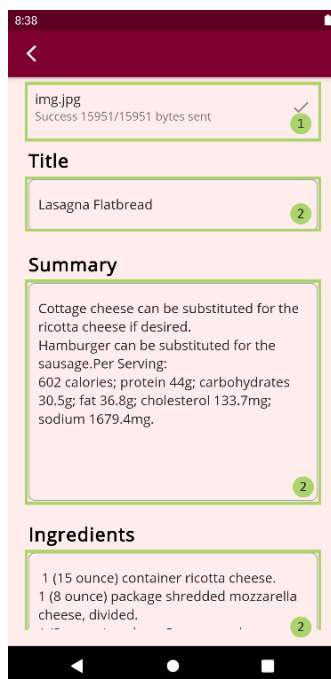 8:38
img.jpg
Success 15951/15951 bytes sent
1
Title
Lasagna Flatbread
2
Summary
Cottage cheese can be substituted for the
ricotta cheese if desired.
Hamburger can be substituted for the
sausage.Per Serving:
602 calories; protein 44g; carbohydrates
30.5g; fat 36.8g; cholesterol 133.7mg;
sodium 1679.4mg.
2
Ingredients
1 (15 ounce) container ricotta cheese.
1 (8 ounce) package shredded mozzarella
cheese, divided.
2